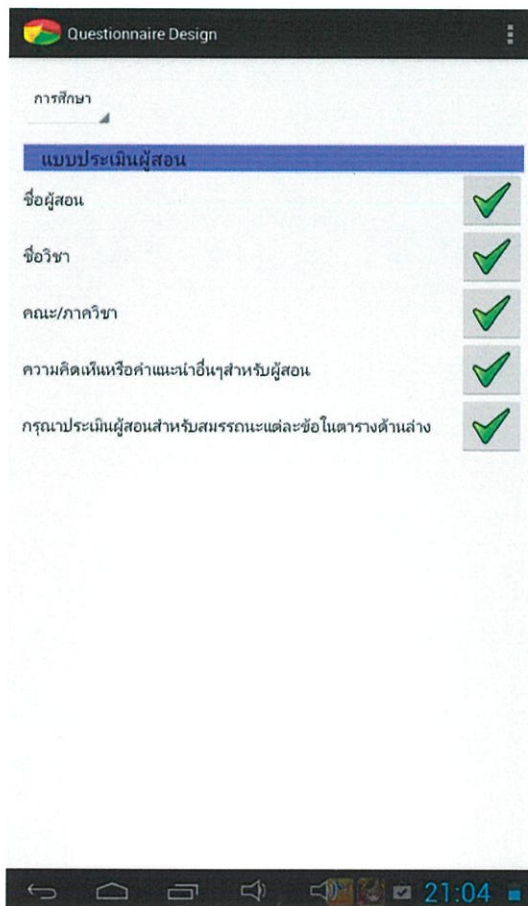 Questionnaire Design
การศึกษา
แบบประเมินผู้สอน
ชื่อผู้สอน
ชื่อวิชา
คณะ/ภาควิชา
ความคิดเห็นหรือคำแนะนำอื่นๆสำหรับผู้สอน
กรุณาประเมินผู้สอนสำหรับสมรรถนะแต่ละข้อในตารางด้านล่าง
21:04